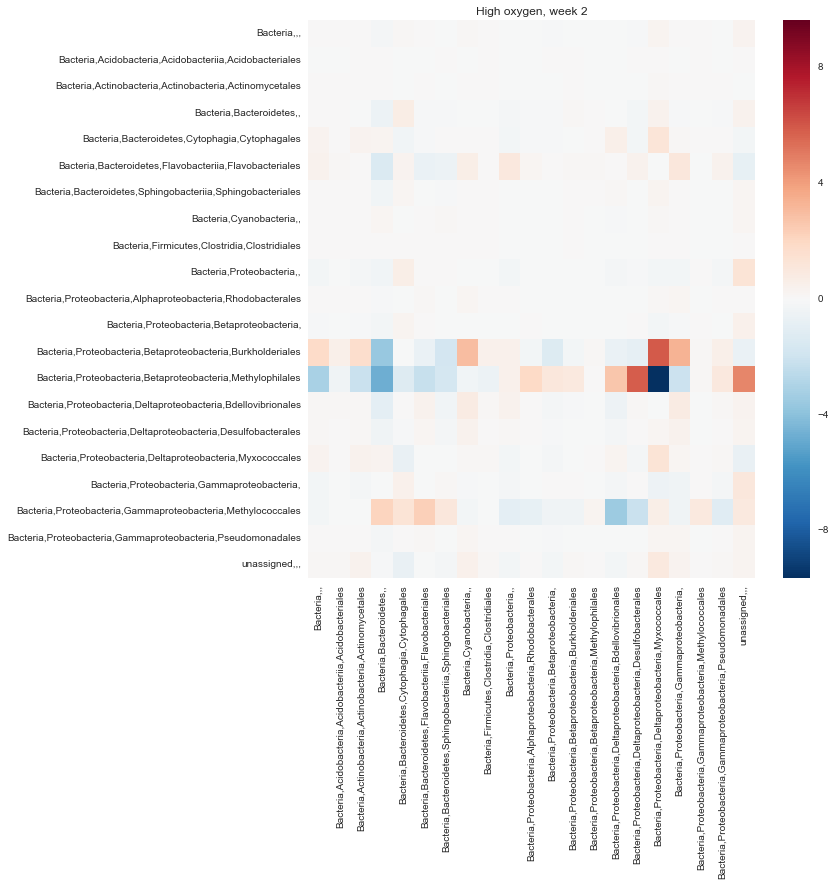 High oxygen, week 2
Bacteria,,,
Bacteria,Acidobacteria,Acidobacteriia,Acidobacteriales
Bacteria,Actinobacteria,Actinobacteria,Actinomycetales
Bacteria,Bacteroidetes,,
Bacteria,Bacteroidetes,Cytophagia,Cytophagales
Bacteria,Bacteroidetes,Flavobacteriia,Flavobacteriales
Bacteria,Bacteroidetes,Sphingobacteriia,Sphingobacteriales
Bacteria,Cyanobacteria,,
Bacteria,Firmicutes,Clostridia,Clostridiales
Bacteria,Proteobacteria,,
Bacteria,Proteobacteria,Alphaproteobacteria,Rhodobacterales
Bacteria,Proteobacteria,Betaproteobacteria,
Bacteria,Proteobacteria,Betaproteobacteria,Burkholderiales
Bacteria,Proteobacteria,Betaproteobacteria,Methylophilales
Bacteria,Proteobacteria,Deltaproteobacteria,Bdellovibrionales
Bacteria,Proteobacteria,Deltaproteobacteria,Desulfobacterales
Bacteria,Proteobacteria,Deltaproteobacteria,Myxococcales
Bacteria,Proteobacteria,Gammaproteobacteria,
Bacteria,Proteobacteria,Gammaproteobacteria,Methylococcales
Bacteria,Proteobacteria,Gammaproteobacteria,Pseudomonadales
unassigned,,,
8
4
0
−4
−8
Bacteria,,,
Bacteria,Acidobacteria,Acidobacteriia,Acidobacteriales
Bacteria,Actinobacteria,Actinobacteria,Actinomycetales
Bacteria,Bacteroidetes,,
Bacteria,Bacteroidetes,Cytophagia,Cytophagales
Bacteria,Bacteroidetes,Flavobacteriia,Flavobacteriales
Bacteria,Bacteroidetes,Sphingobacteriia,Sphingobacteriales
Bacteria,Cyanobacteria,,
Bacteria,Firmicutes,Clostridia,Clostridiales
Bacteria,Proteobacteria,,
Bacteria,Proteobacteria,Alphaproteobacteria,Rhodobacterales
Bacteria,Proteobacteria,Betaproteobacteria,
Bacteria,Proteobacteria,Betaproteobacteria,Burkholderiales
Bacteria,Proteobacteria,Betaproteobacteria,Methylophilales
Bacteria,Proteobacteria,Deltaproteobacteria,Bdellovibrionales
Bacteria,Proteobacteria,Deltaproteobacteria,Desulfobacterales
Bacteria,Proteobacteria,Deltaproteobacteria,Myxococcales
Bacteria,Proteobacteria,Gammaproteobacteria,
Bacteria,Proteobacteria,Gammaproteobacteria,Methylococcales
Bacteria,Proteobacteria,Gammaproteobacteria,Pseudomonadales
unassigned,,,